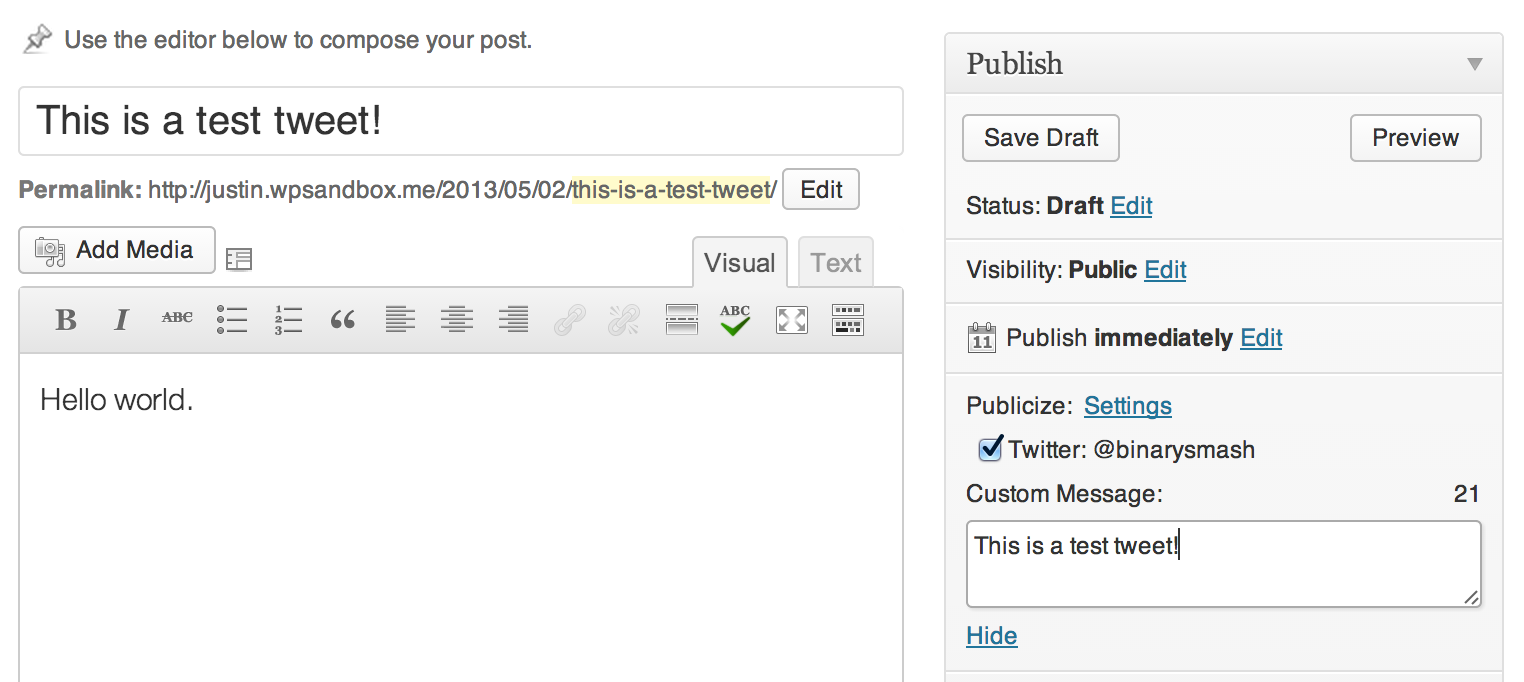 Use the editor below to compose your post.
This is a test tweet!
Permalink: http://justin.wpsandbox.me/2013/05/02/this-is-a-test-tweet/ Edit
Add Media
Visual Text
B I ABC 1 2 3 “ ABC
Hello world.
Publish
Save Draft Preview
Status: Draft Edit
Visibility: Public Edit
11 Publish immediately Edit
Publicize: Settings
Twitter: @binarysmash
Custom Message: 21
This is a test tweet!
Hide